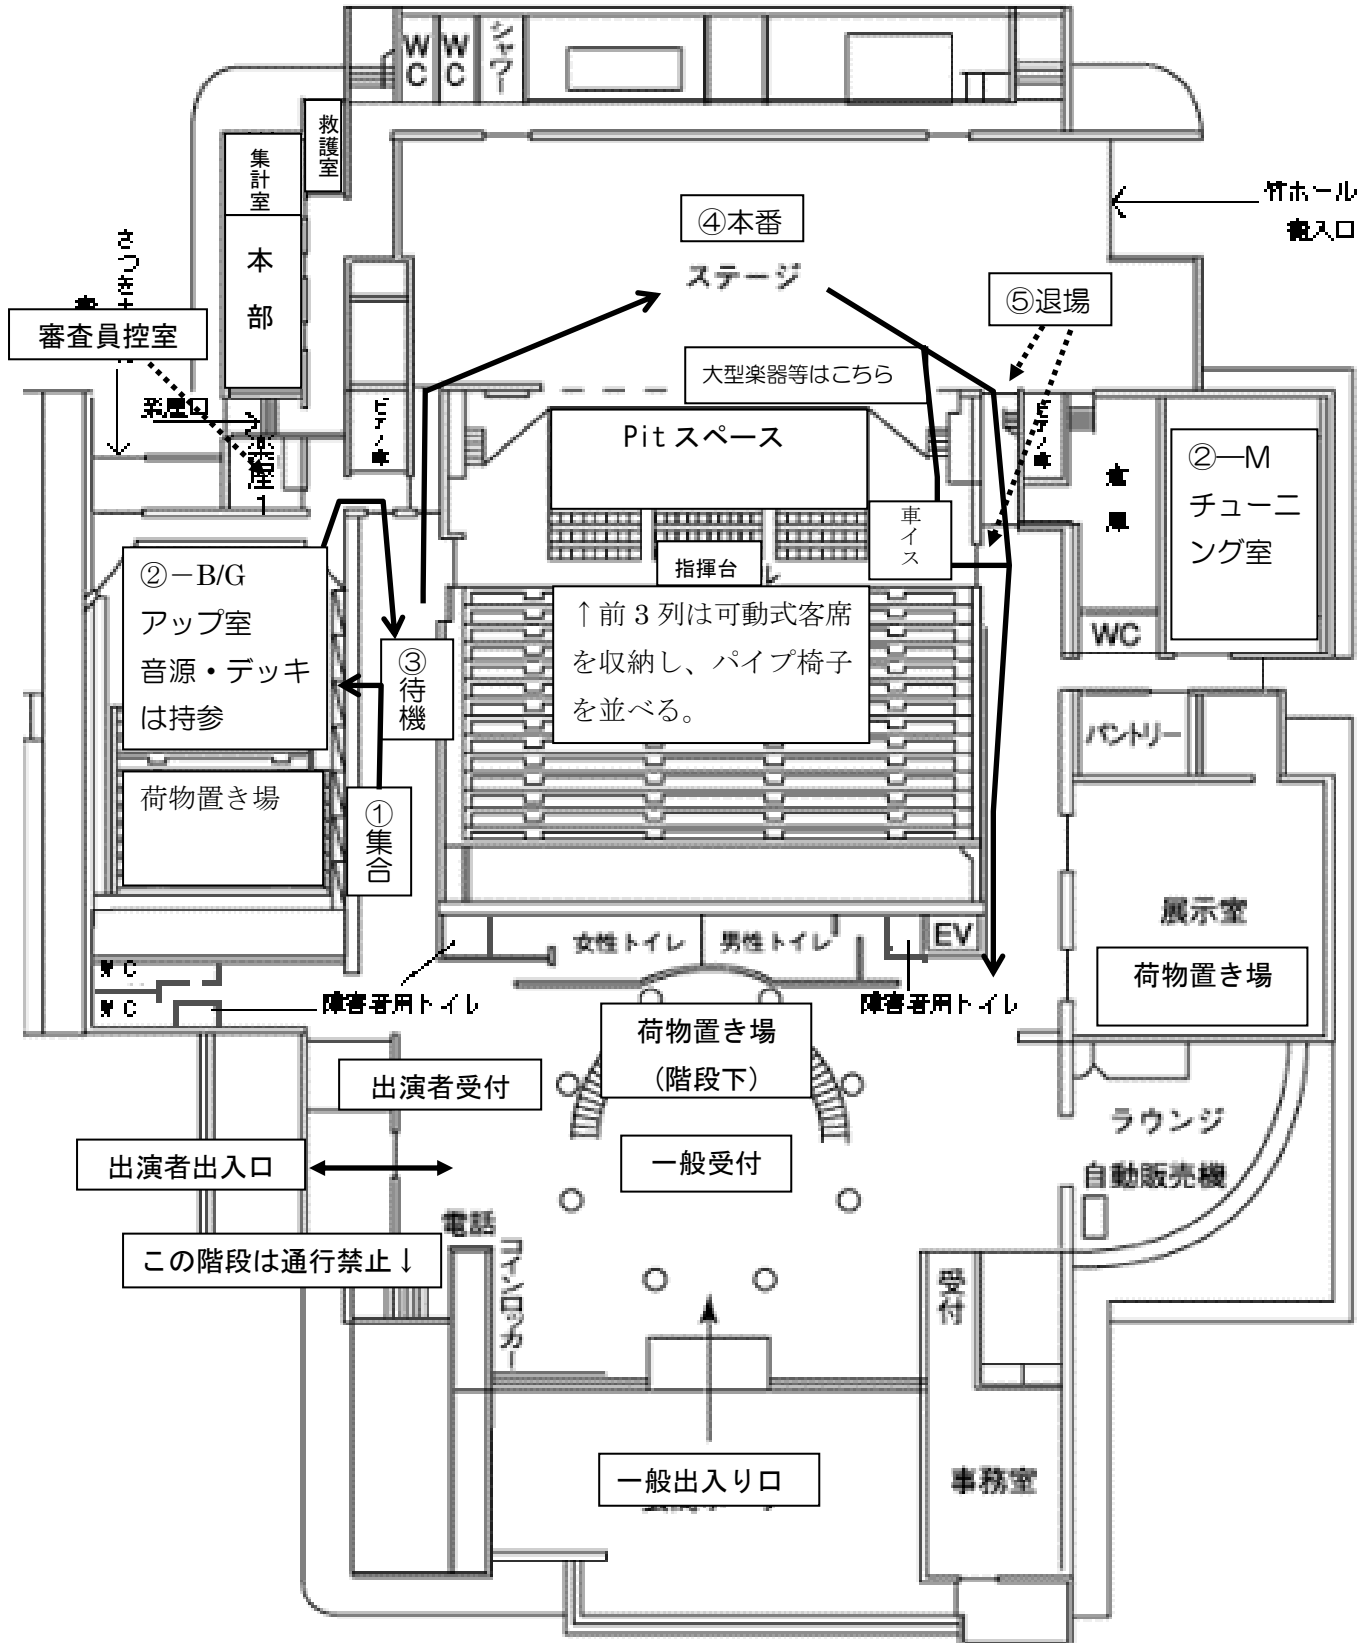 WC
WC
シャワー
救護室
集計室
本部
④本番
ステージ
竹ホール
搬入口
⑤退場
審査員控室
大型楽器等はこちら
Pit スペース
楽屋口
楽屋1
ピアノ庫
ピアノ庫
倉庫
②―M
チューニ
ング室
車イス
指揮台
②－B/G
アップ室
音源・デッキ
は持参
↑前 3 列は可動式客席
を収納し、パイプ椅子
を並べる。
③待機
WC
パントリー
荷物置き場
①集合
展示室
荷物置き場
女性トイレ
男性トイレ
EV
WC
WC
障害者用トイレ
障害者用トイレ
荷物置き場
（階段下）
出演者受付
一般受付
出演者出入口
ラウンジ
自動販売機
電話
この階段は通行禁止↓
コインロッカー
受付
一般出入り口
事務室